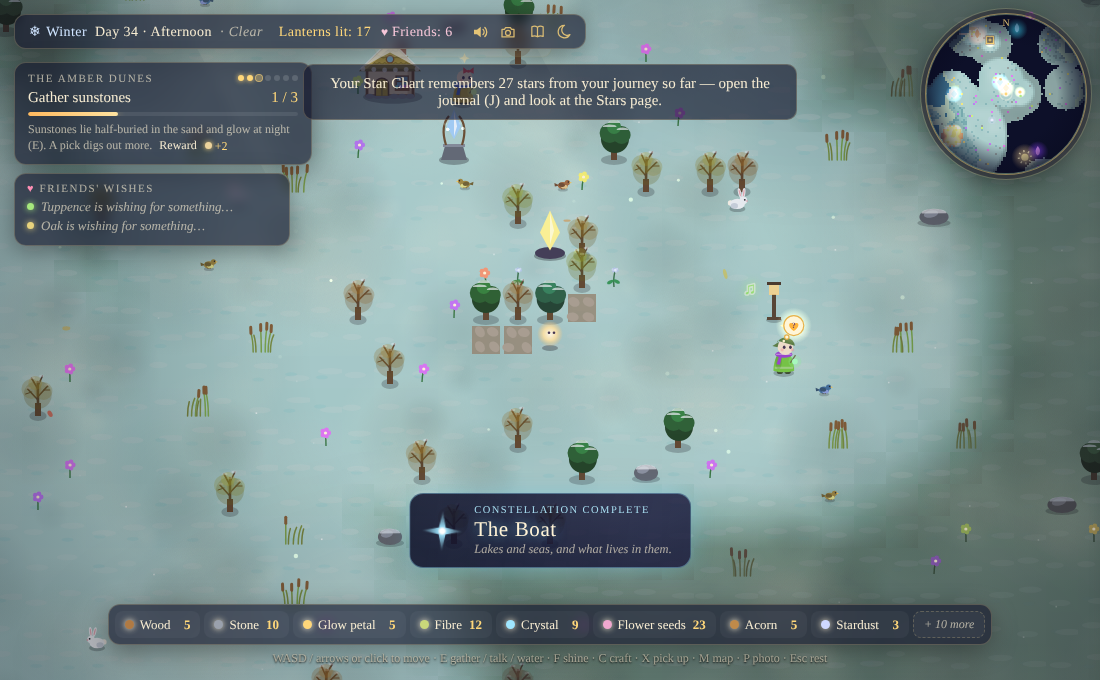 Winter Day 34 · Afternoon · Clear Lanterns lit: 17 ♥ Friends: 6
THE AMBER DUNES
Gather sunstones 1 / 3
Sunstones lie half-buried in the sand and glow at night
(E). A pick digs out more. Reward +2
♥ FRIENDS' WISHES
Tuppence is wishing for something…
Oak is wishing for something…
Your Star Chart remembers 27 stars from your journey so far — open the
journal (J) and look at the Stars page.
N
CONSTELLATION COMPLETE
The Boat
Lakes and seas, and what lives in them.
Wood 5 Stone 10 Glow petal 5 Fibre 12 Crystal 9 Flower seeds 23 Acorn 5 Stardust 3 + 10 more
WASD / arrows or click to move · E gather / talk / water · F shine · C craft · X pick up · M map · P photo · Esc rest